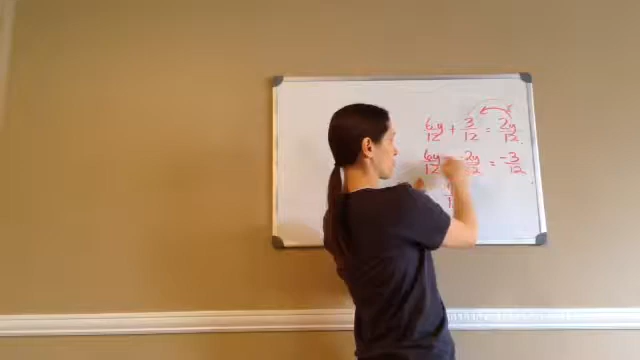 6y/12 + 3/12 = 2y/12
6y/12 - 2y/12 = -3/12